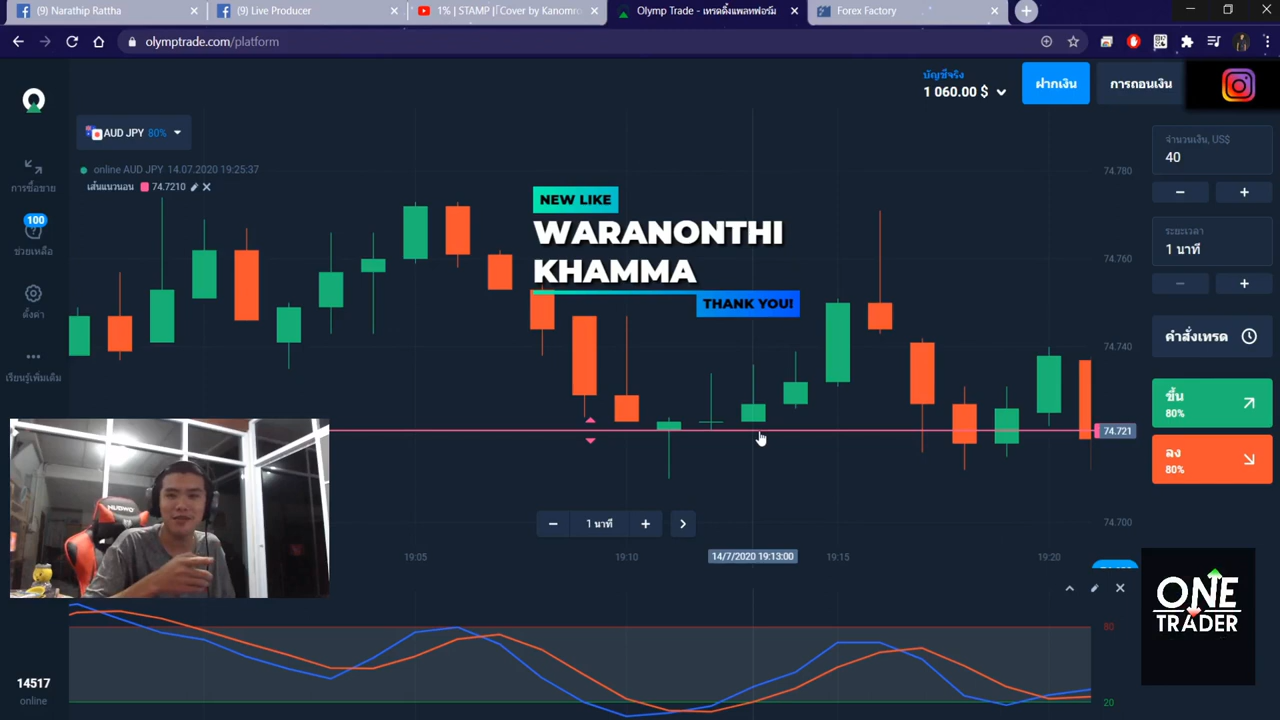 (9) Narathip Rattha
(9) Live Producer
1% | STAMP |「Cover by Kanomro
Olymp Trade - เทรดดิ้งแพลทฟอร์ม
Forex Factory
olymptrade.com/platform
บัญชีจริง
1 060.00 $
ฝากเงิน
การถอนเงิน
AUD JPY 80%
online AUD JPY 14.07.2020 19:25:37
เส้นแนวนอน 74.7210
การซื้อขาย
100
ช่วยเหลือ
ตั้งค่า
เรียนรู้เพิ่มเติม
NEW LIKE
WARANONTHI
KHAMMA
THANK YOU!
จำนวนเงิน, US$
40
ระยะเวลา
1 นาที
คำสั่งเทรด
ขึ้น
80%
ลง
80%
74.780
74.760
74.740
74.721
74.700
1 นาที
19:05
19:10
14/7/2020 19:13:00
19:15
19:20
HUGWO
ONE
TRADER
80
20
14517
online